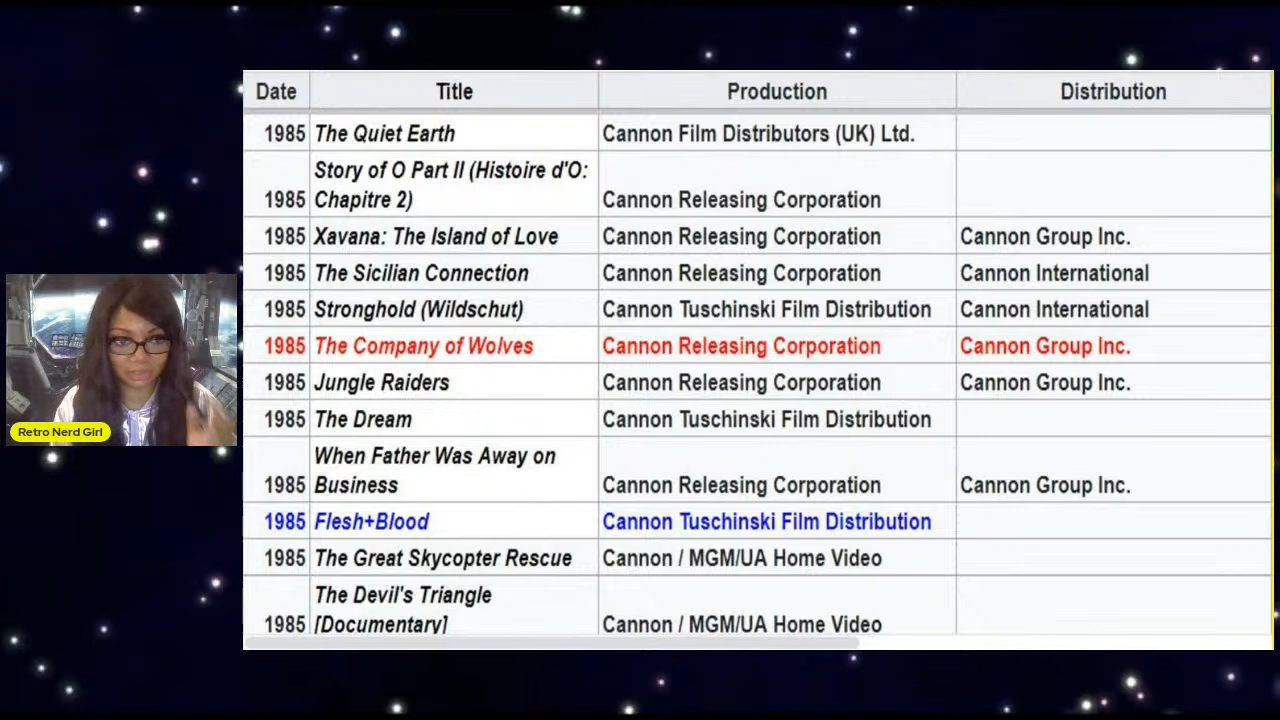 Date Title Production Distribution
1985 The Quiet Earth Cannon Film Distributors (UK) Ltd.
Story of O Part II (Histoire d'O:
1985 Chapitre 2) Cannon Releasing Corporation
1985 Xavana: The Island of Love Cannon Releasing Corporation Cannon Group Inc.
1985 The Sicilian Connection Cannon Releasing Corporation Cannon International
1985 Stronghold (Wildschut) Cannon Tuschinski Film Distribution Cannon International
1985 The Company of Wolves Cannon Releasing Corporation Cannon Group Inc.
1985 Jungle Raiders Cannon Releasing Corporation Cannon Group Inc.
1985 The Dream Cannon Tuschinski Film Distribution
When Father Was Away on
1985 Business Cannon Releasing Corporation Cannon Group Inc.
1985 Flesh+Blood Cannon Tuschinski Film Distribution
1985 The Great Skycopter Rescue Cannon / MGM/UA Home Video
The Devil's Triangle
1985 [Documentary] Cannon / MGM/UA Home Video
Retro Nerd Girl